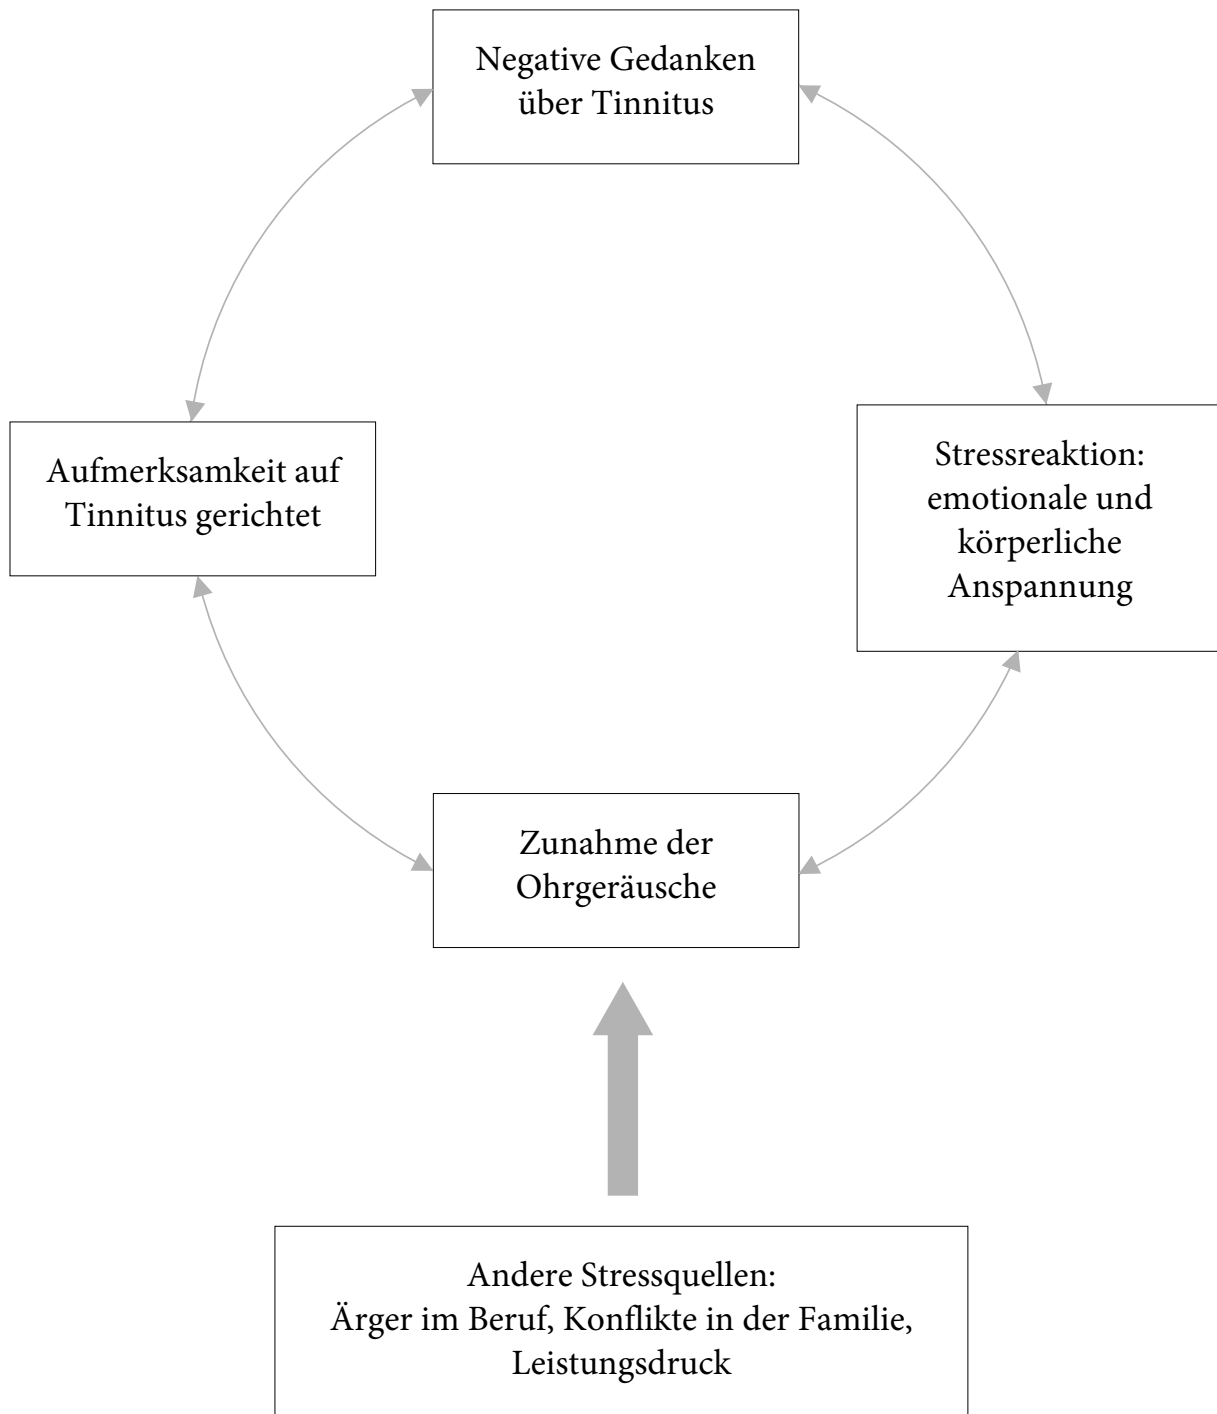 Negative Gedanken
über Tinnitus
Aufmerksamkeit auf
Tinnitus gerichtet
Stressreaktion:
emotionale und
körperliche
Anspannung
Zunahme der
Ohrgeräusche
Andere Stressquellen:
Ärger im Beruf, Konflikte in der Familie,
Leistungsdruck